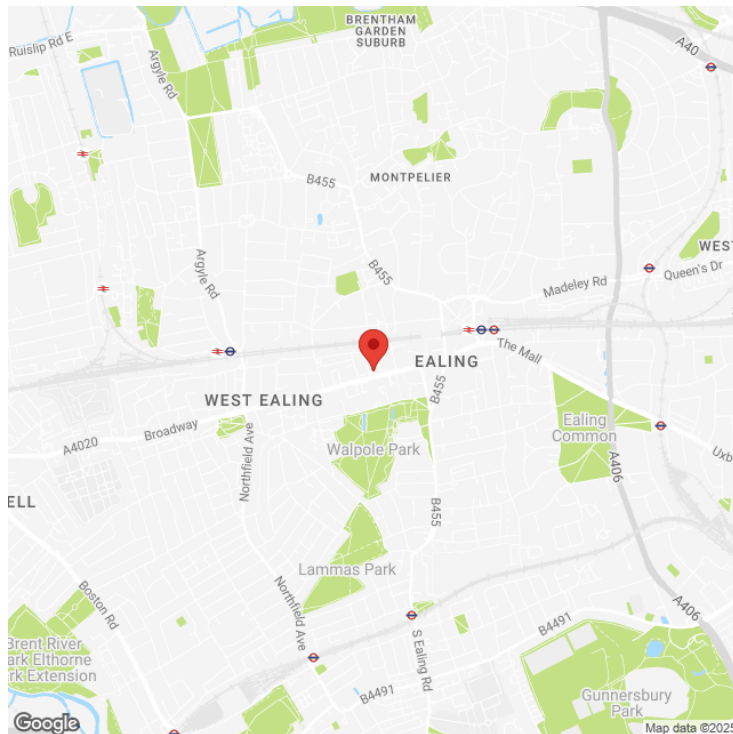 BRENTHAM
GARDEN
SUBURB
Ruislip Rd E
Argyle Rd
A40
B455
MONTPELIER
WEST
Argyle Rd
B455
Madeley Rd
Queen's Dr
EALING
The Mall
WEST EALING
B455
A4020
Broadway
Northfield Ave
Walpole Park
Ealing
Common
A406
Uxb
ELL
B455
Lammas Park
Boston Rd
Northfield Ave
S Ealing Rd
B4491
A406
Brent River
ark Elthorne
rk Extension
B4491
Gunnersbury
Park
Google
Map data ©2025